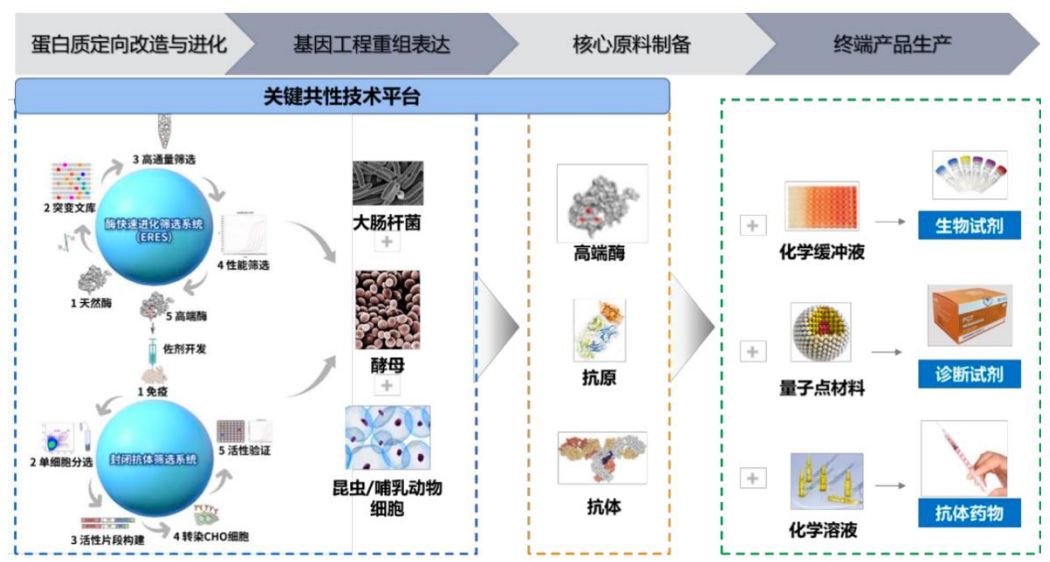 蛋白质定向改造与进化
基因工程重组表达
核心原料制备
终端产品生产
关键共性技术平台
3 高通量筛选
2 突变文库
酶快速进化筛选系统
(ERES)
4 性能筛选
1 天然酶
5 高端酶
佐剂开发
1 免疫
2 单细胞分选
封闭抗体筛选系统
5 活性验证
3 活性片段构建
4 转染CHO细胞
大肠杆菌
+
酵母
+
昆虫/哺乳动物
细胞
高端酶
抗原
抗体
+
化学缓冲液
生物试剂
+
量子点材料
PCT
诊断试剂
+
化学溶液
抗体药物